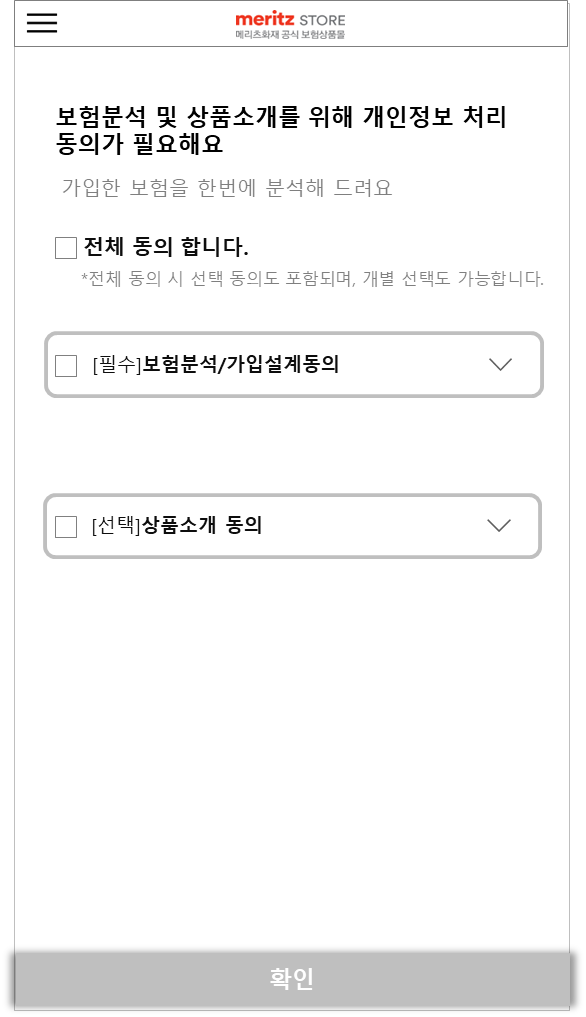 meritz STORE
메리츠화재 공식 보험상품몰
보험분석 및 상품소개를 위해 개인정보 처리
동의가 필요해요
가입한 보험을 한번에 분석해 드려요
전체 동의 합니다.
*전체 동의 시 선택 동의도 포함되며, 개별 선택도 가능합니다.
[필수]보험분석/가입설계동의
[선택]상품소개 동의
확인